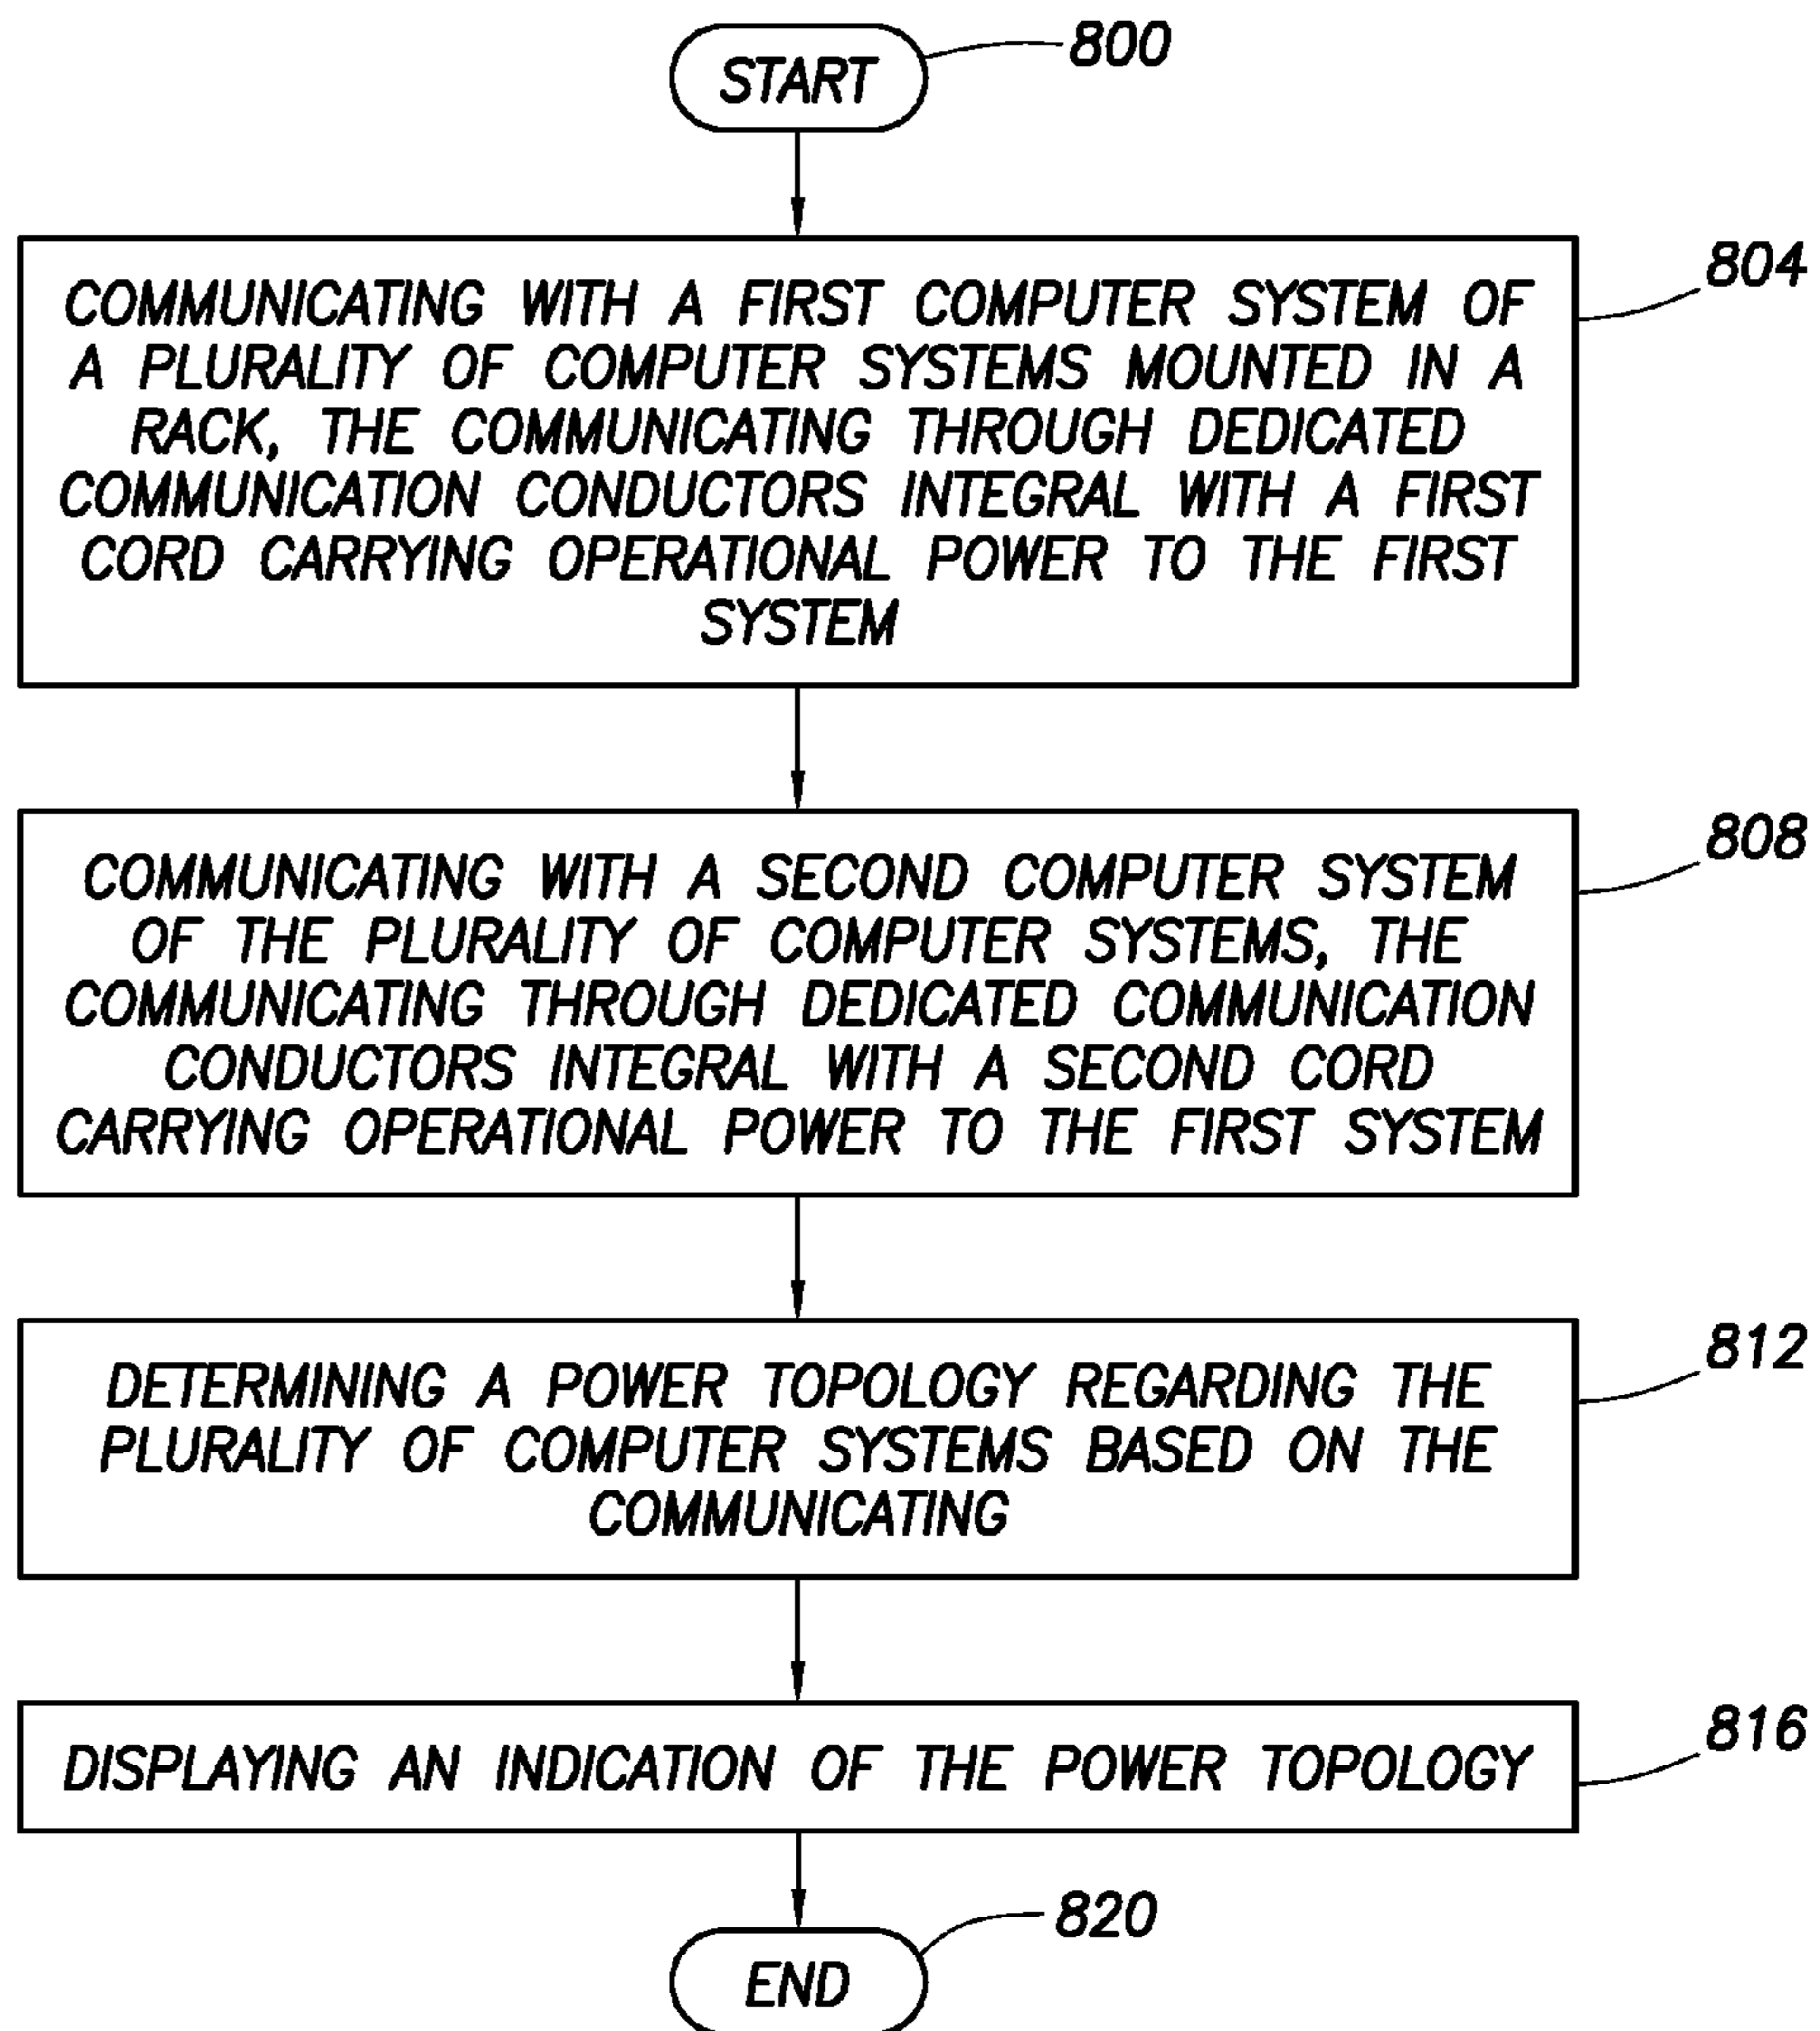 START
800
COMMUNICATING WITH A FIRST COMPUTER SYSTEM OF
A PLURALITY OF COMPUTER SYSTEMS MOUNTED IN A
RACK, THE COMMUNICATING THROUGH DEDICATED
COMMUNICATION CONDUCTORS INTEGRAL WITH A FIRST
CORD CARRYING OPERATIONAL POWER TO THE FIRST
SYSTEM
804
COMMUNICATING WITH A SECOND COMPUTER SYSTEM
OF THE PLURALITY OF COMPUTER SYSTEMS, THE
COMMUNICATING THROUGH DEDICATED COMMUNICATION
CONDUCTORS INTEGRAL WITH A SECOND CORD
CARRYING OPERATIONAL POWER TO THE FIRST SYSTEM
808
DETERMINING A POWER TOPOLOGY REGARDING THE
PLURALITY OF COMPUTER SYSTEMS BASED ON THE
COMMUNICATING
812
DISPLAYING AN INDICATION OF THE POWER TOPOLOGY
816
END
820